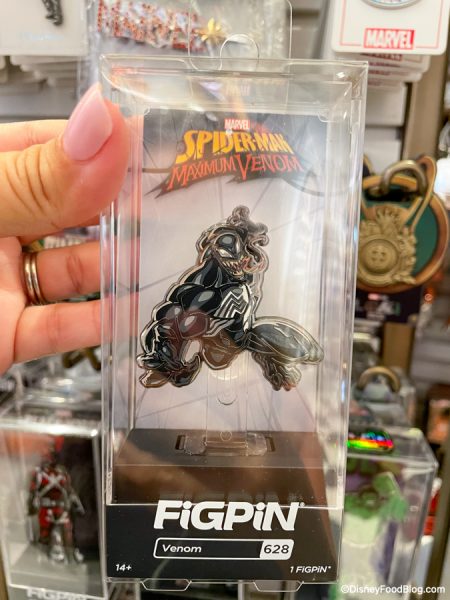 MARVEL
MARVEL
SPIDER-MAN
MAXIMUM VENOM
FiGPiN®
Venom 628
14+ 1 FiGPiN®
©DisneyFoodBlog.com